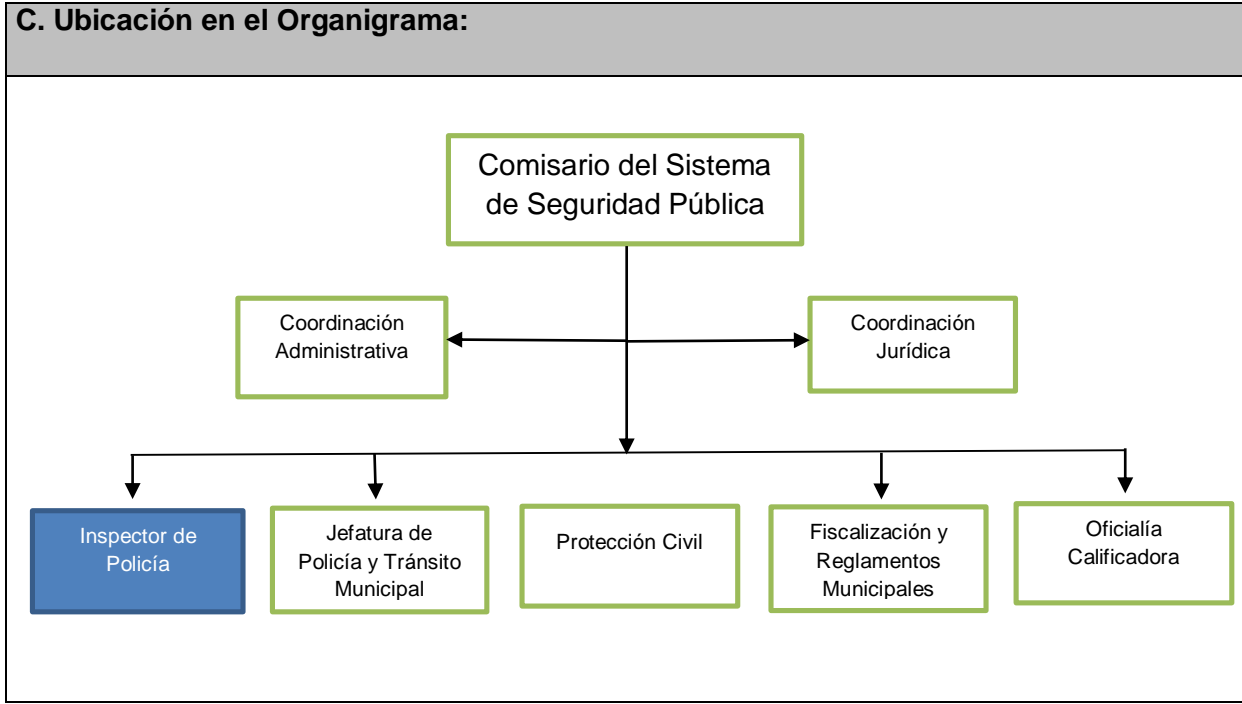 C. Ubicación en el Organigrama:
Comisario del Sistema
de Seguridad Pública
Coordinación
Administrativa
Coordinación
Jurídica
Inspector de
Policía
Jefatura de
Policía y Tránsito
Municipal
Protección Civil
Fiscalización y
Reglamentos
Municipales
Oficialía
Calificadora